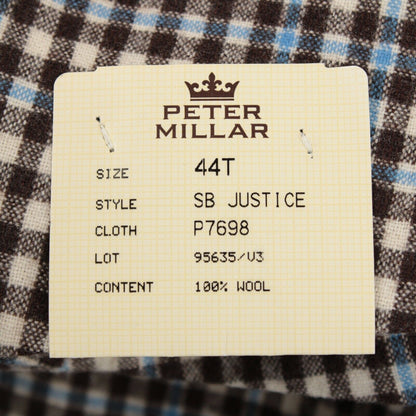 PETER
MILLAR
SIZE 44T
STYLE SB JUSTICE
CLOTH P7698
LOT 95635/V3
CONTENT 100% WOOL